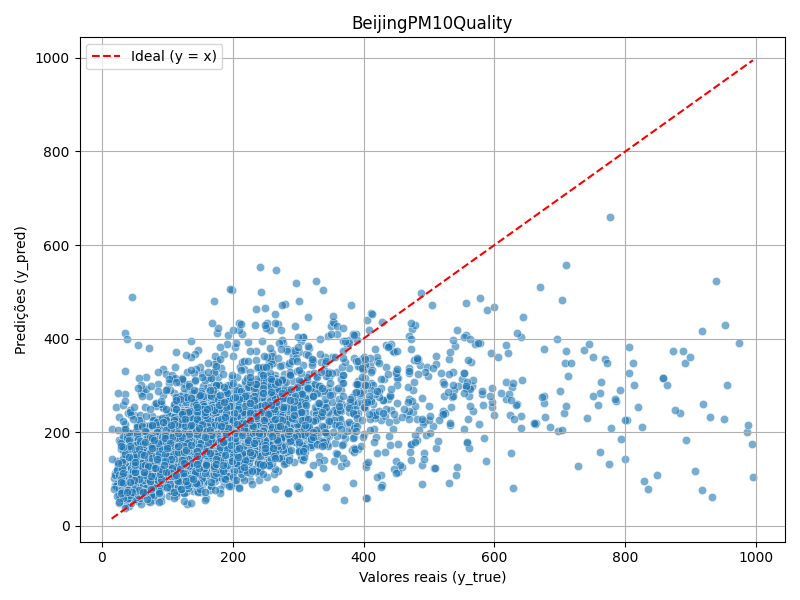 BeijingPM10Quality
Ideal (y = x)
Predições (y_pred)
1000
800
600
400
200
0
0 200 400 600 800 1000
Valores reais (y_true)